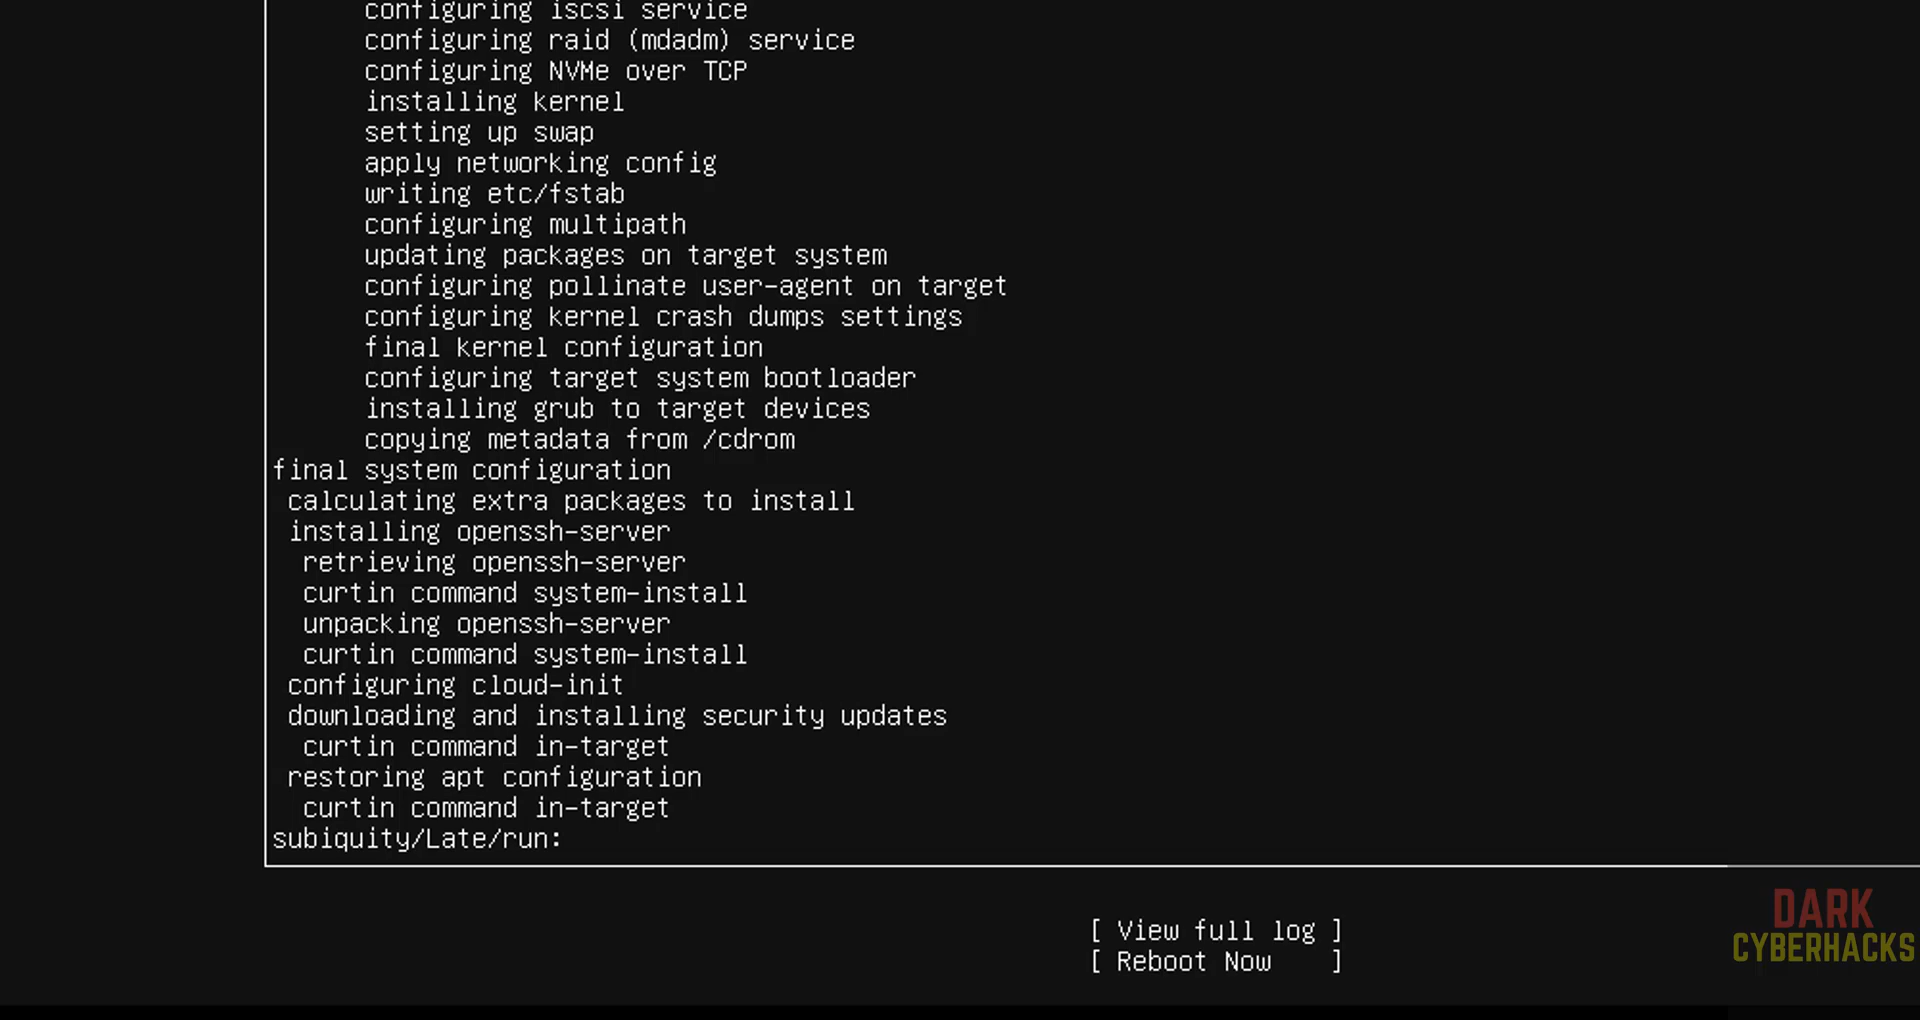 configuring iscsi service
configuring raid (mdadm) service
configuring NVMe over TCP
installing kernel
setting up swap
apply networking config
writing etc/fstab
configuring multipath
updating packages on target system
configuring pollinate user-agent on target
configuring kernel crash dumps settings
final kernel configuration
configuring target system bootloader
installing grub to target devices
copying metadata from /cdrom
final system configuration
calculating extra packages to install
installing openssh-server
retrieving openssh-server
curtin command system-install
unpacking openssh-server
curtin command system-install
configuring cloud-init
downloading and installing security updates
curtin command in-target
restoring apt configuration
curtin command in-target
subiquity/Late/run:
[ View full log ]
[ Reboot Now ]
DARK
CYBERHACKS